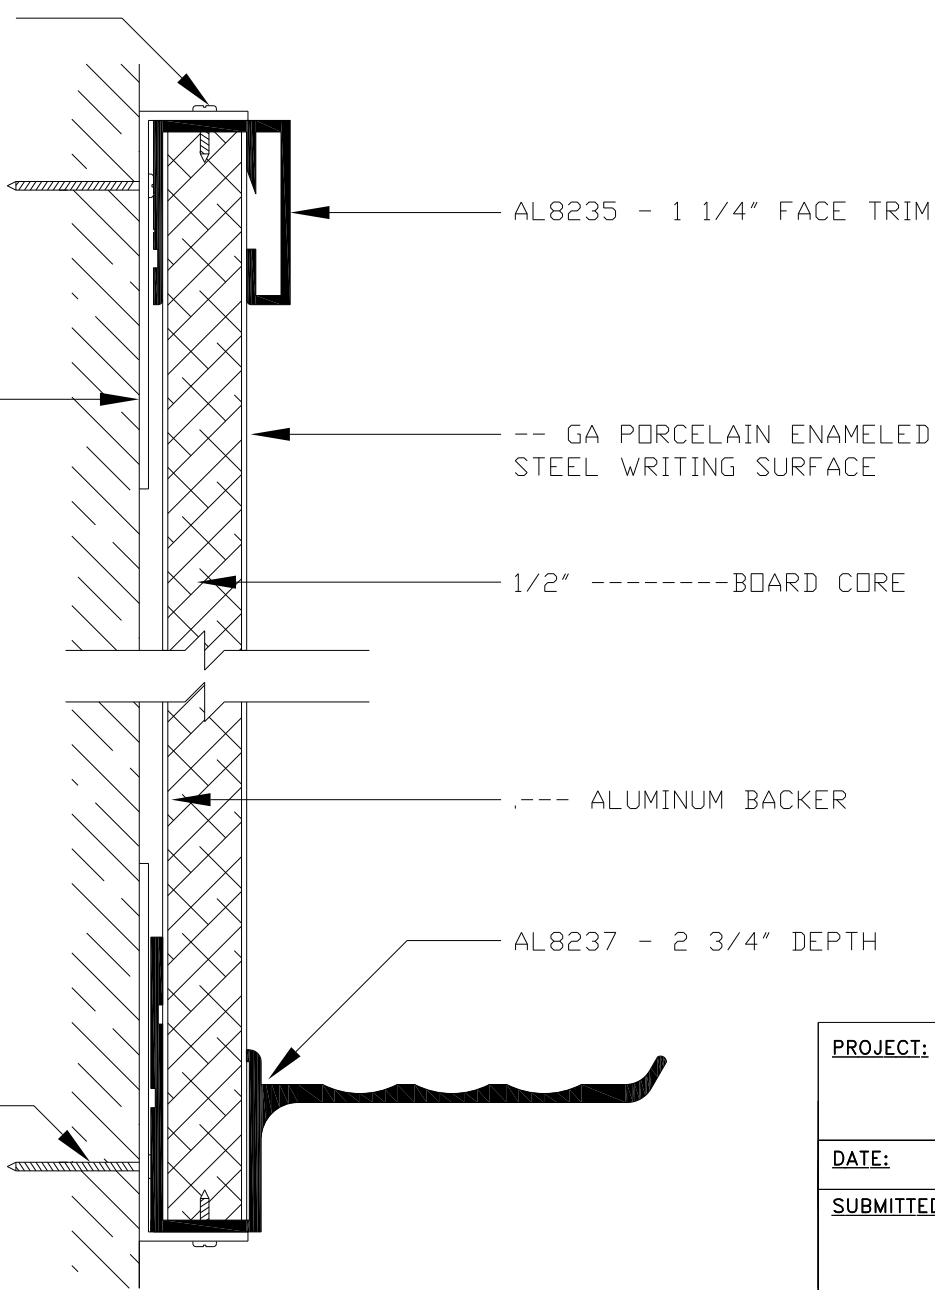 AL8235 - 1 1/4" FACE TRIM
-- GA PORCELAIN ENAMELED
STEEL WRITING SURFACE
1/2" --------BOARD CORE
.--- ALUMINUM BACKER
AL8237 - 2 3/4" DEPTH
PROJECT:
DATE:
SUBMITTED